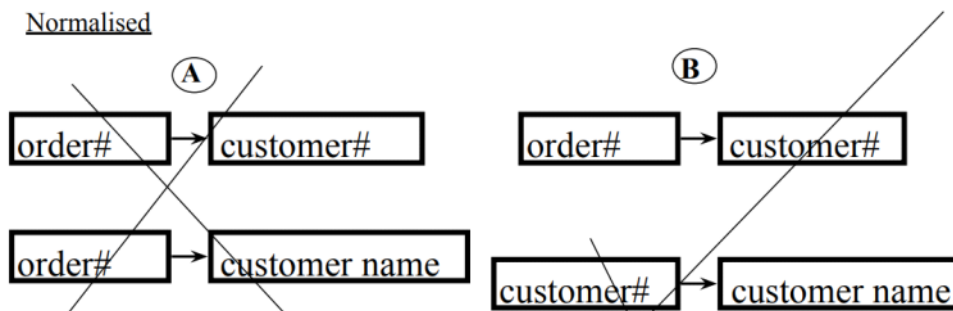 Normalised
A
B
order# customer#
order# customer#
order# customer name
customer# customer name